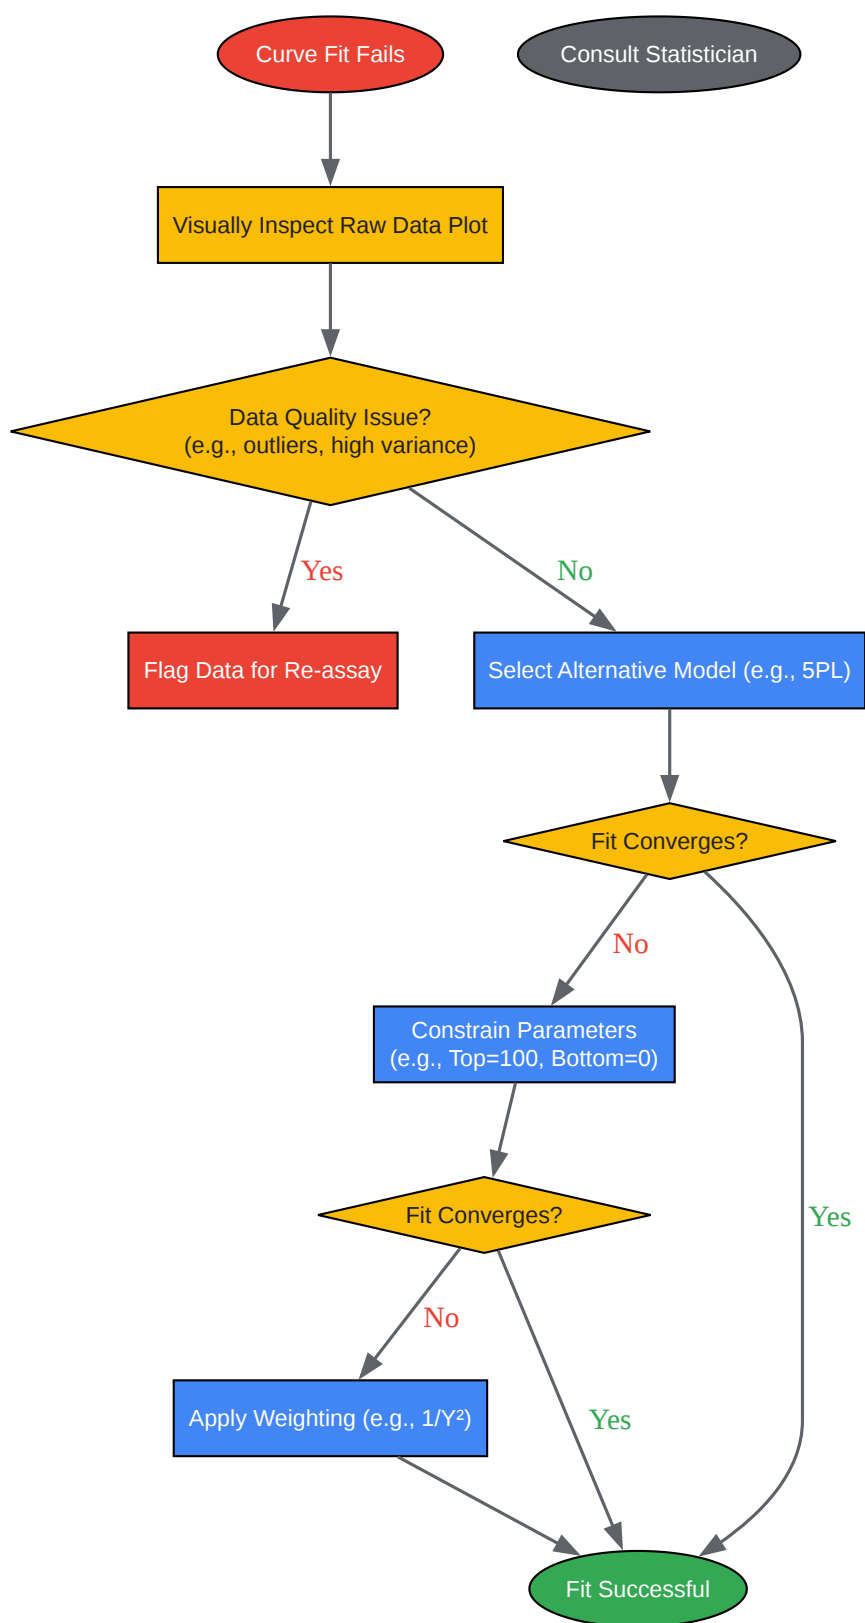 Curve Fit Fails
Consult Statistician
Visually Inspect Raw Data Plot
Data Quality Issue?
(e.g., outliers, high variance)
Yes
No
Flag Data for Re-assay
Select Alternative Model (e.g., 5PL)
Fit Converges?
No
Constrain Parameters
(e.g., Top=100, Bottom=0)
Fit Converges?
Yes
No
Apply Weighting (e.g., 1/Y²)
Yes
Fit Successful